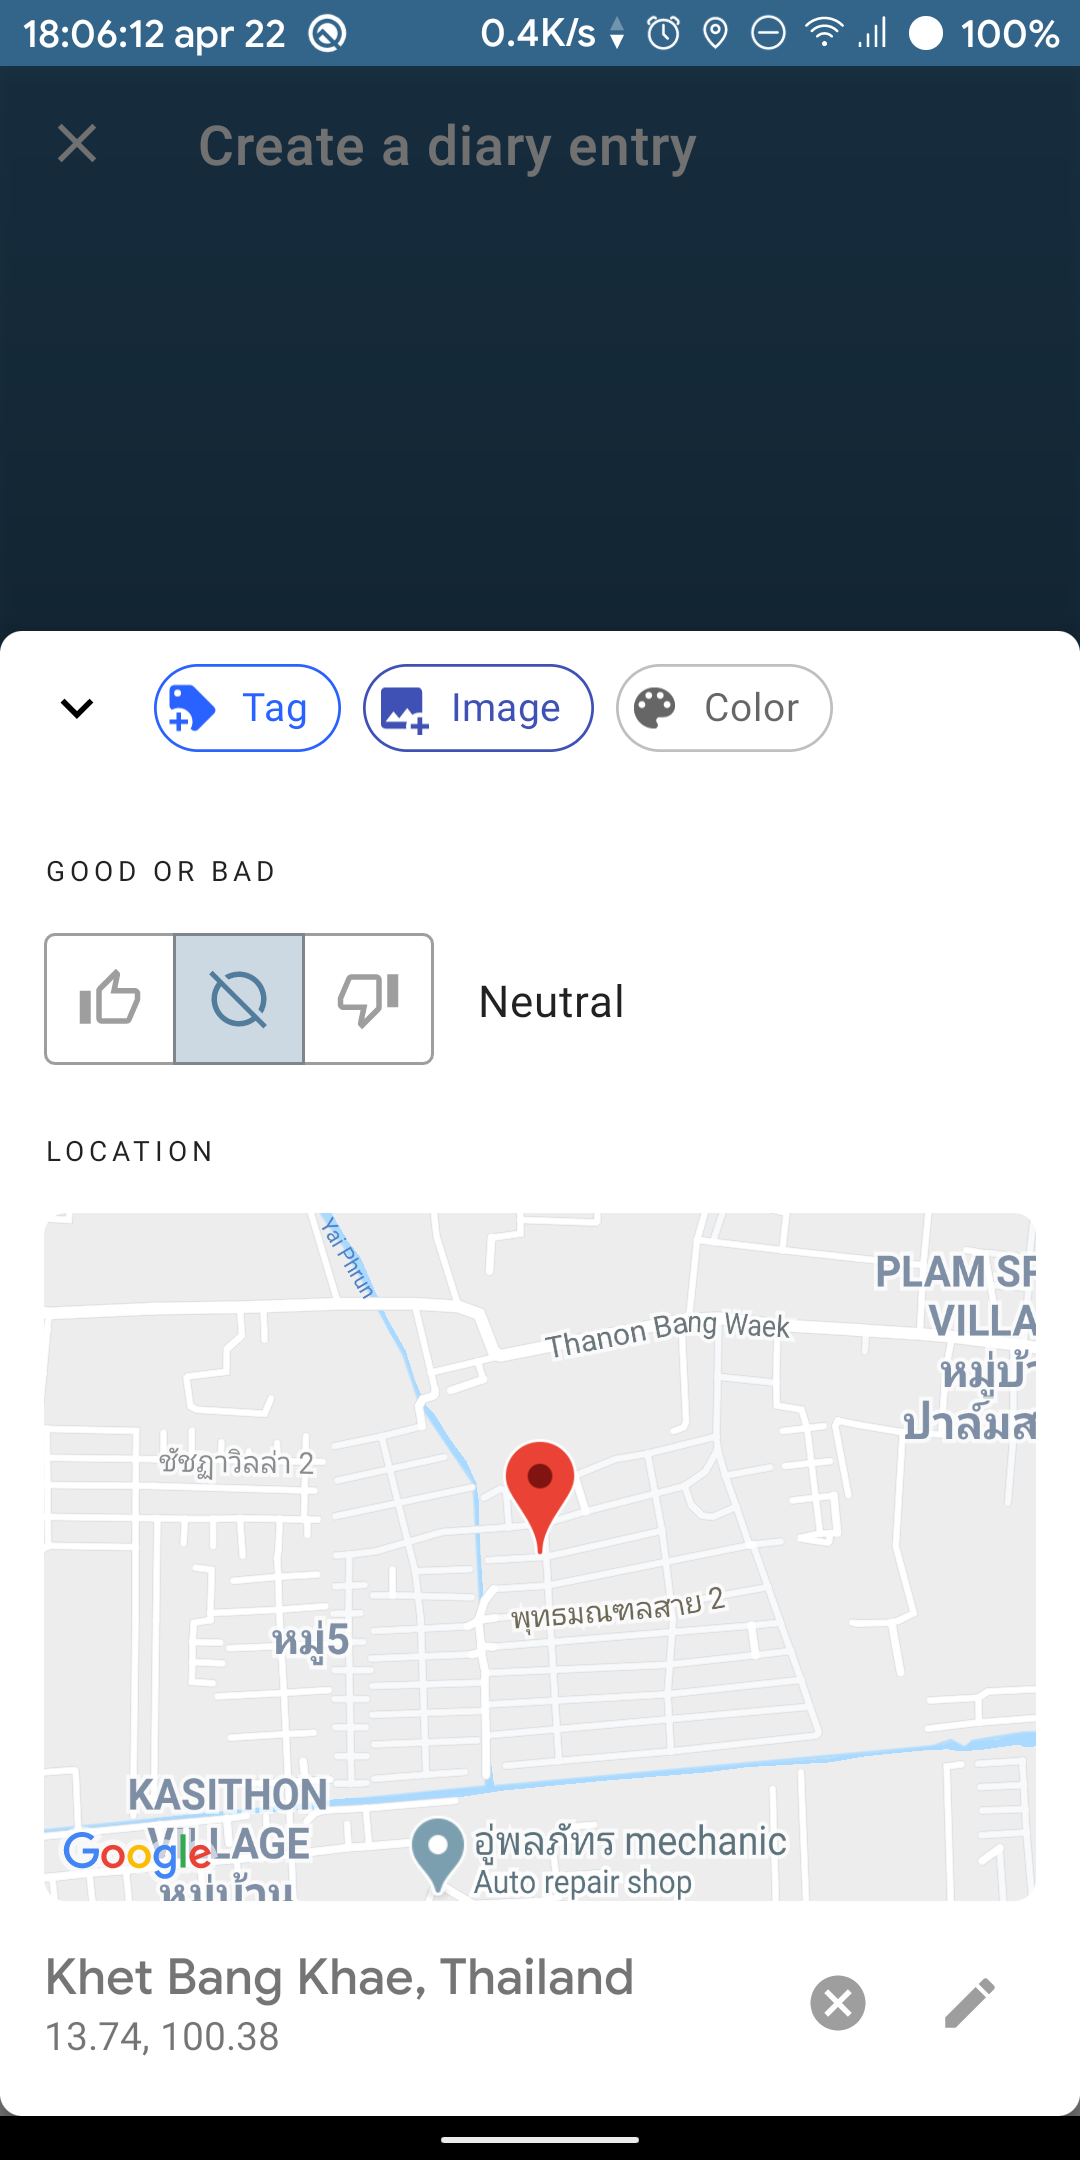 18:06:12 apr 22 0.4K/s 100%
Create a diary entry
Tag Image Color
GOOD OR BAD
Neutral
LOCATION
Yai Phrun
PLAM SP
VILLA
หมู่บ้า
ปาล์มส
Thanon Bang Waek
ชัชฎาวิลล่า 2
พุทธมณฑลสาย 2
หมู่5
KASITHON
VILLAGE
หมู่บ้าน
Google
อู่พลภัทร mechanic
Auto repair shop
Khet Bang Khae, Thailand
13.74, 100.38